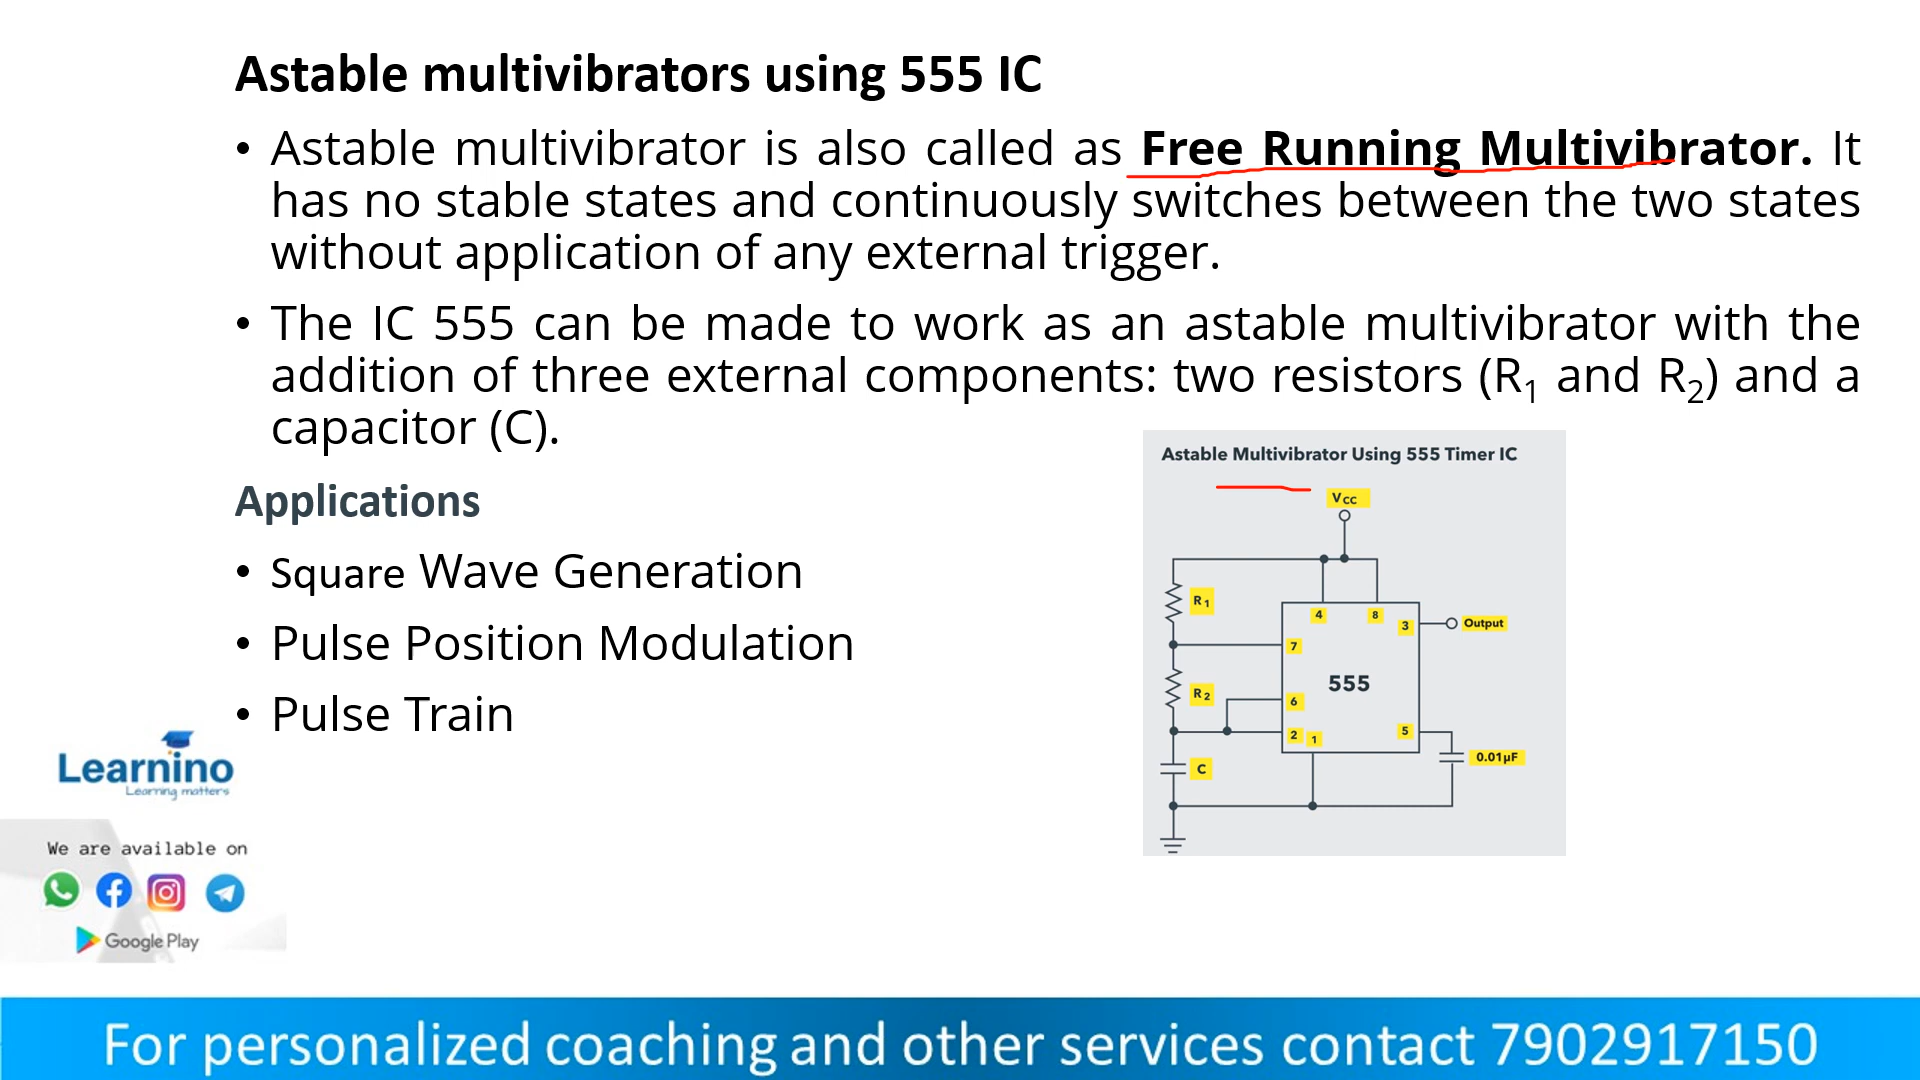 Astable multivibrators using 555 IC
• Astable multivibrator is also called as Free Running Multivibrator. It
has no stable states and continuously switches between the two states
without application of any external trigger.
• The IC 555 can be made to work as an astable multivibrator with the
addition of three external components: two resistors (R₁ and R₂) and a
capacitor (C).
Applications
• Square Wave Generation
• Pulse Position Modulation
• Pulse Train
Astable Multivibrator Using 555 Timer IC
VCC
R1
4
8
3
Output
7
555
R2
6
2
1
5
C
0.01µF
Learnino
Learning matters
We are available on
Google Play
For personalized coaching and other services contact 7902917150